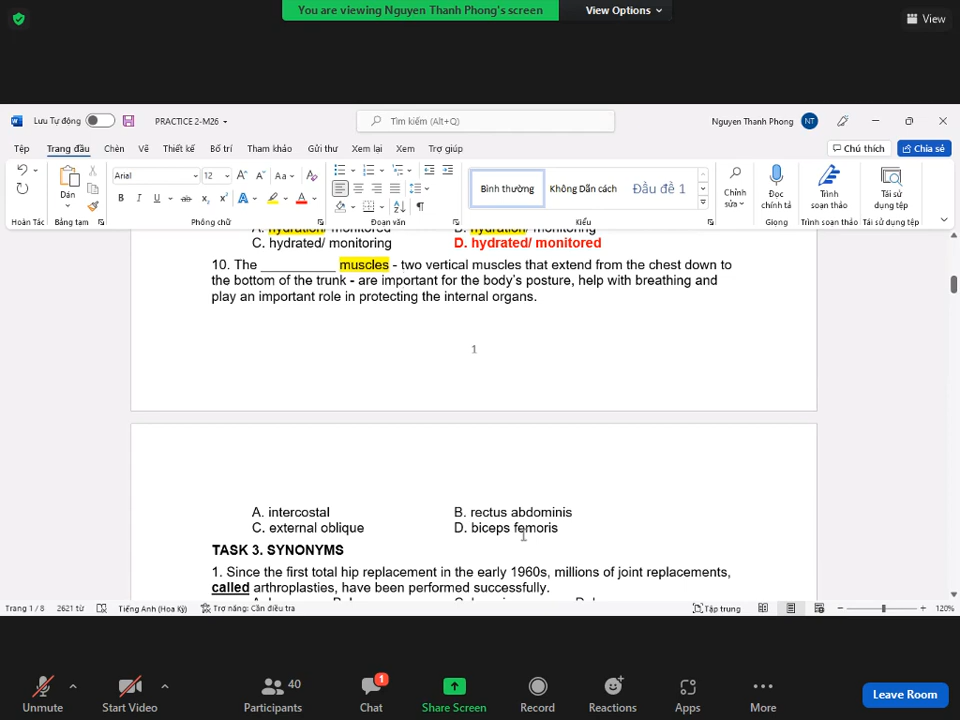 You are viewing Nguyen Thanh Phong's screen
View Options
View
Lưu Tự động
PRACTICE 2-M26
Tìm kiếm (Alt+Q)
Nguyen Thanh Phong
NT
Tệp
Trang đầu
Chèn
Vẽ
Thiết kế
Bố trí
Tham khảo
Gửi thư
Xem lại
Xem
Trợ giúp
Chú thích
Chia sẻ
Dán
Arial
12
Bình thường
Không Dãn cách
Đầu đề 1
Chỉnh sửa
Đọc chính tả
Trình soạn thảo
Tái sử dụng tệp
Hoàn Tác
Bảng tạm
Phông chữ
Đoạn văn
Kiểu
Giọng
Trình soạn thảo
Tái sử dụng tệp
A. hydration/ monitored
B. hydration/ monitoring
C. hydrated/ monitoring
D. hydrated/ monitored
10. The ____________ muscles - two vertical muscles that extend from the chest down to
the bottom of the trunk - are important for the body's posture, help with breathing and
play an important role in protecting the internal organs.
1
A. intercostal
B. rectus abdominis
C. external oblique
D. biceps femoris
TASK 3. SYNONYMS
1. Since the first total hip replacement in the early 1960s, millions of joint replacements,
called arthroplasties, have been performed successfully.
Trang 1 / 8
2621 từ
Tiếng Anh (Hoa Kỳ)
Trợ năng: Cần điều tra
Tập trung
120%
Unmute
Start Video
40
Participants
1
Chat
Share Screen
Record
Reactions
Apps
More
Leave Room